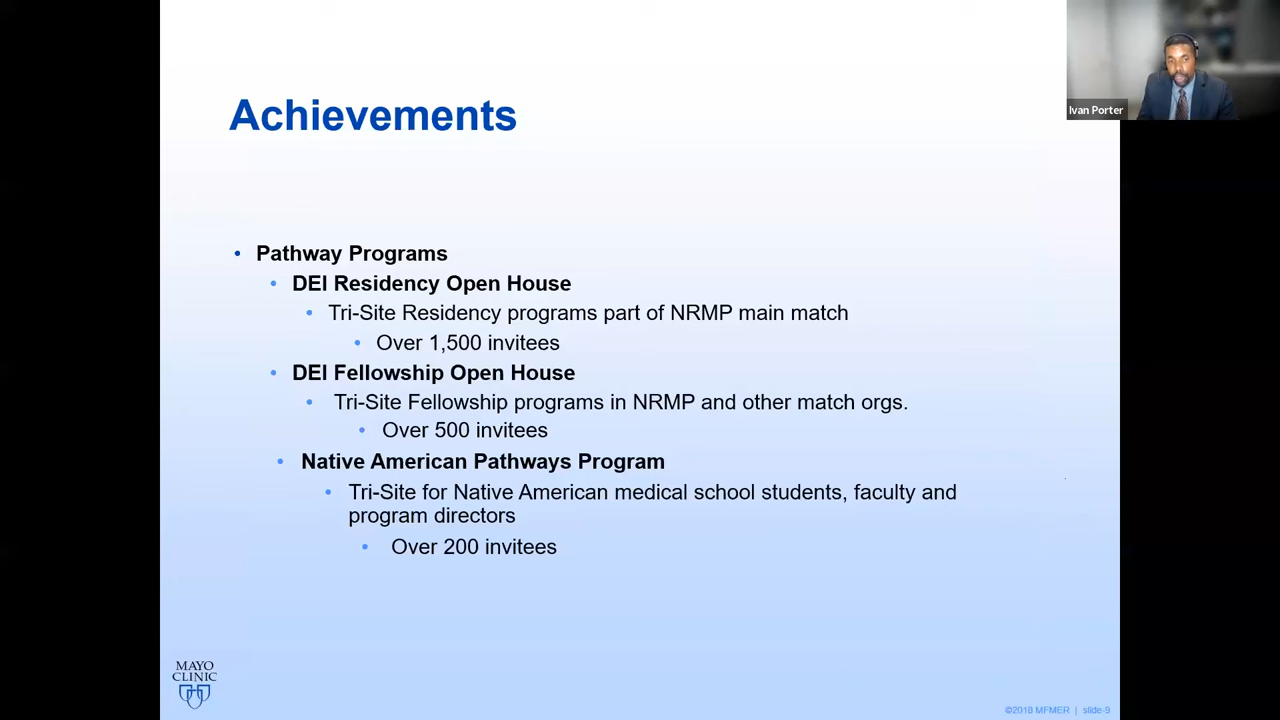 Ivan Porter
Achievements
• Pathway Programs
• DEI Residency Open House
• Tri-Site Residency programs part of NRMP main match
• Over 1,500 invitees
• DEI Fellowship Open House
• Tri-Site Fellowship programs in NRMP and other match orgs.
• Over 500 invitees
• Native American Pathways Program
• Tri-Site for Native American medical school students, faculty and
program directors
• Over 200 invitees
MAYO
CLINIC
©2018 MFMER | slide-9